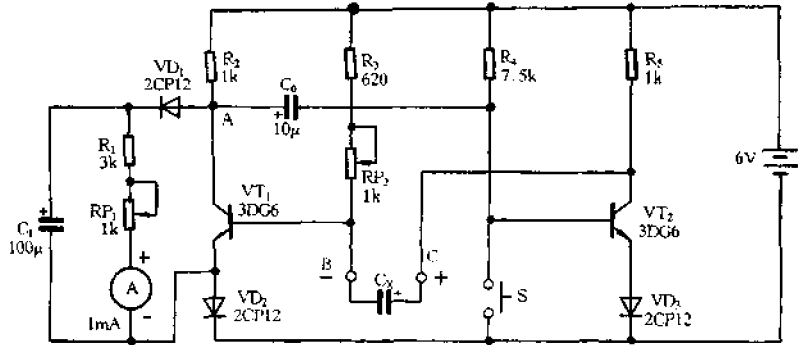 R₂
1k
R₃
620
R₄
7.5k
R₅
1k
VD₁
2CP12
C₀
+
10μ
A
6V
R₁
3k
RP₂
1k
VT₁
3DG6
VT₂
3DG6
RP₁
1k
+
C₁
100μ
+
A
-
1mA
B
-
Cx
+
C
+
S
VD₂
2CP12
VD₃
2CP12